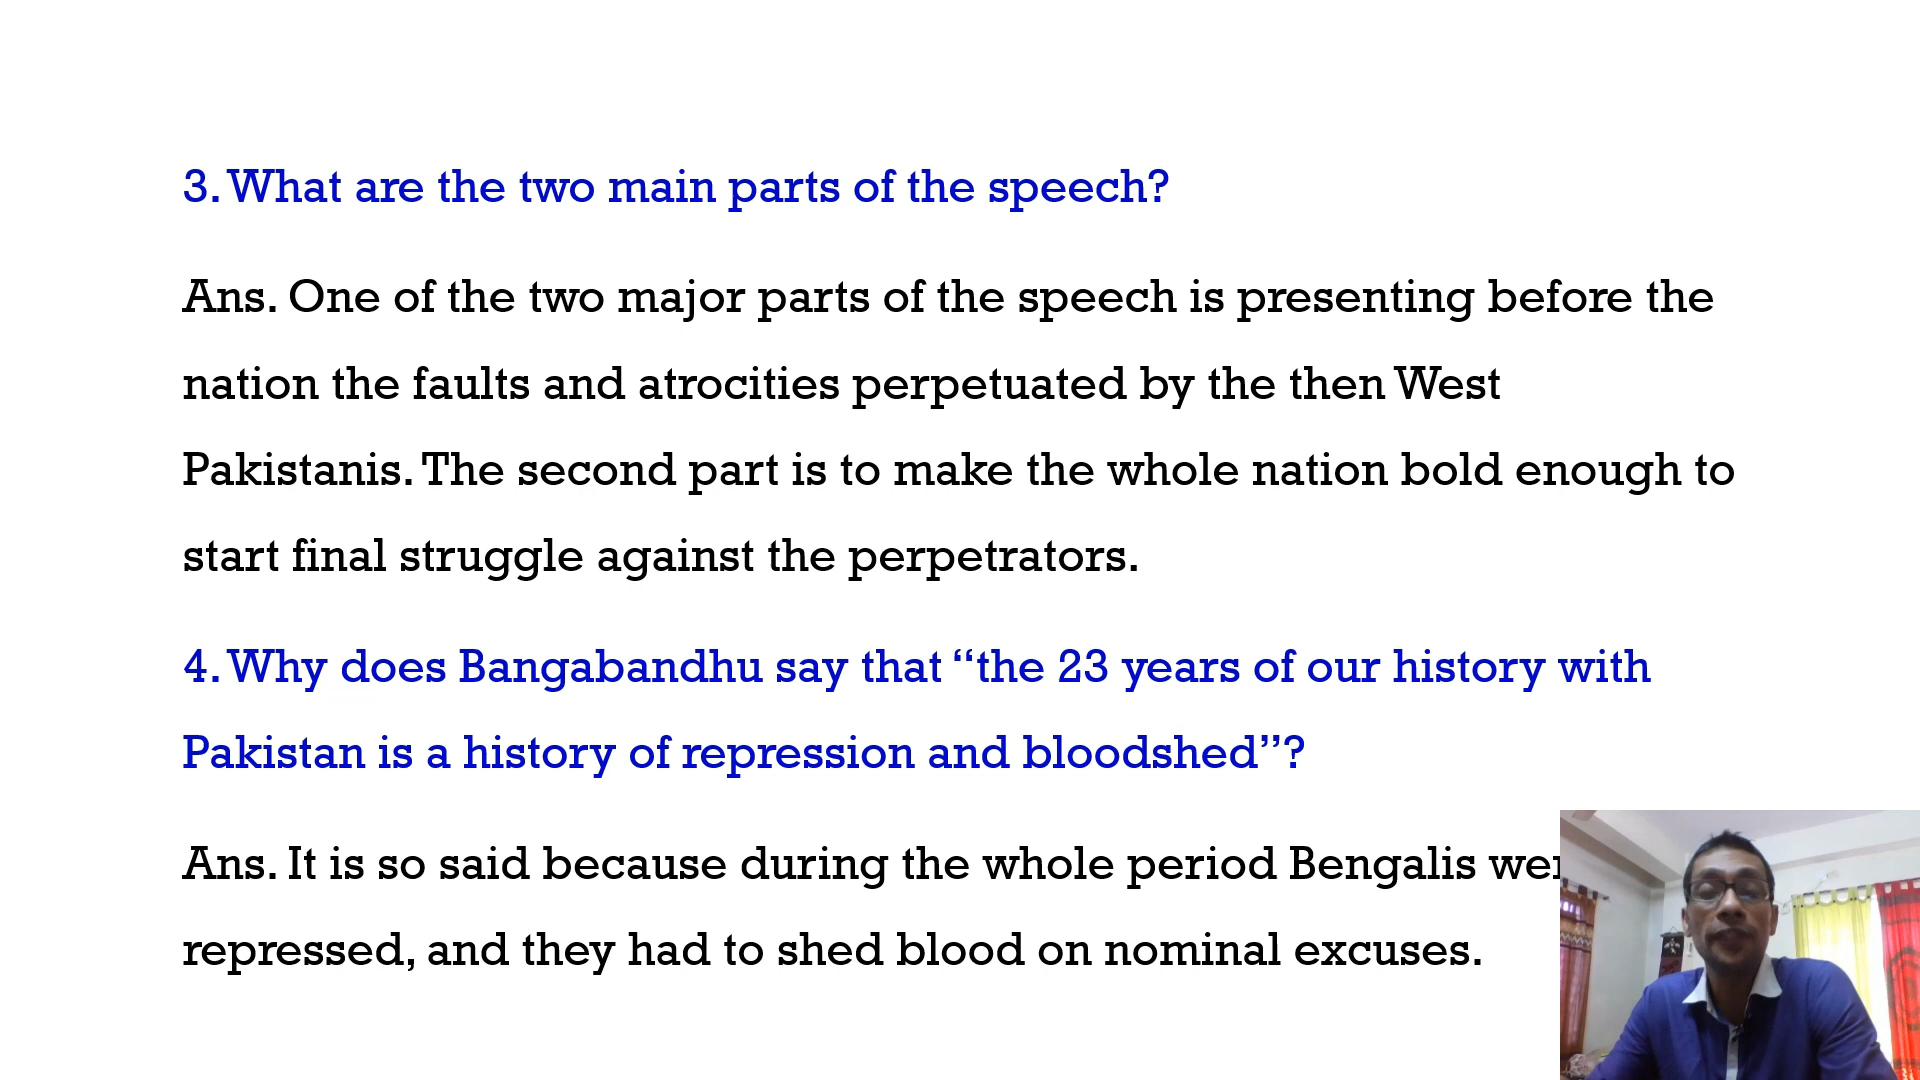 3. What are the two main parts of the speech?
Ans. One of the two major parts of the speech is presenting before the
nation the faults and atrocities perpetuated by the then West
Pakistanis. The second part is to make the whole nation bold enough to
start final struggle against the perpetrators.
4. Why does Bangabandhu say that “the 23 years of our history with
Pakistan is a history of repression and bloodshed”?
Ans. It is so said because during the whole period Bengalis
repressed, and they had to shed blood on nominal excuses.